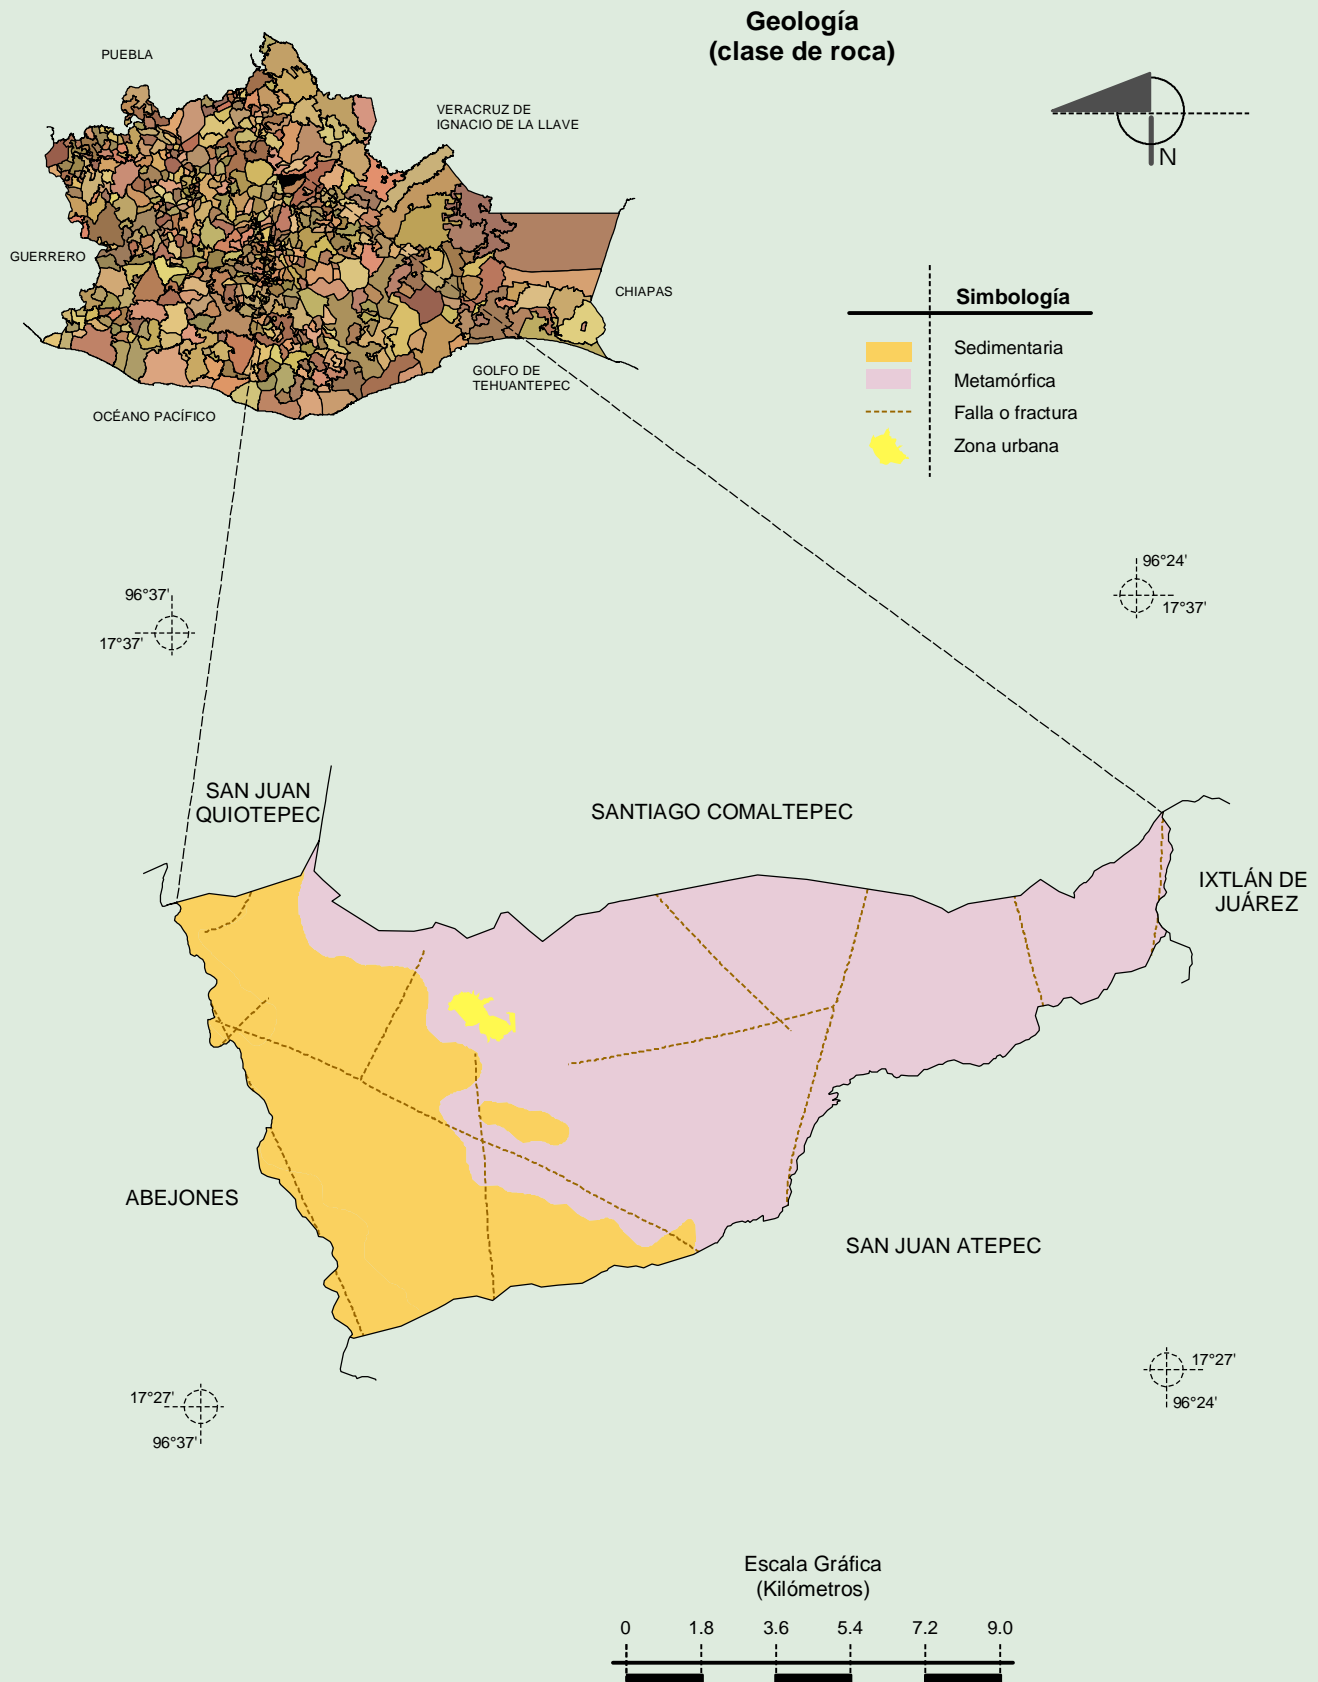 Geología
(clase de roca)
PUEBLA
VERACRUZ DE
IGNACIO DE LA LLAVE
N
GUERRERO
CHIAPAS
GOLFO DE
TEHUANTEPEC
OCÉANO PACÍFICO
Simbología
Sedimentaria
Metamórfica
Falla o fractura
Zona urbana
96°24'
17°37'
96°37'
17°37'
SAN JUAN
QUIOTEPEC
SANTIAGO COMALTEPEC
IXTLÁN DE
JUÁREZ
ABEJONES
SAN JUAN ATEPEC
17°27'
96°24'
17°27'
96°37'
Escala Gráfica
(Kilómetros)
0 1.8 3.6 5.4 7.2 9.0